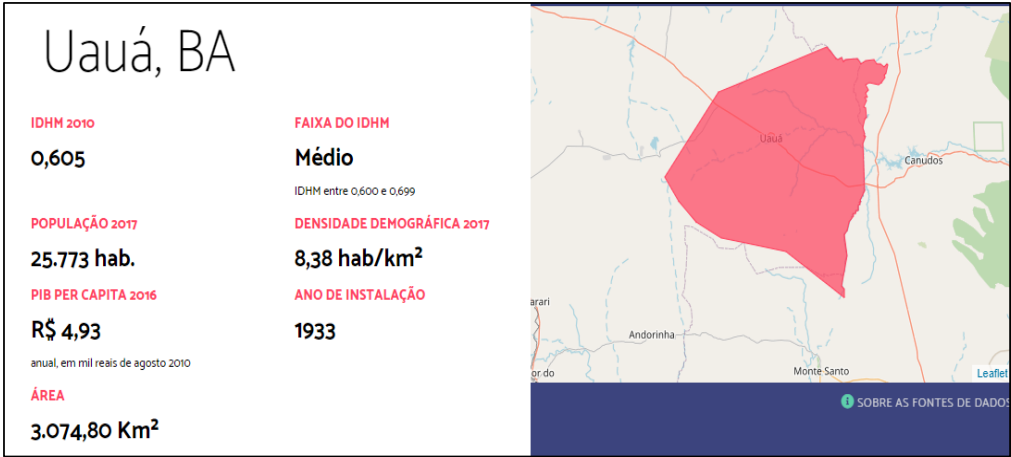 Uauá, BA
IDHM 2010
FAIXA DO IDHM
0,605
Médio
IDHM entre 0,600 e 0,699
POPULAÇÃO 2017
DENSIDADE DEMOGRÁFICA 2017
25.773 hab.
8,38 hab/km²
PIB PER CAPITA 2016
ANO DE INSTALAÇÃO
R$ 4,93
1933
anual, em mil reais de agosto 2010
ÁREA
3.074,80 Km²
Uauá
Canudos
arari
Andorinha
or do
Monte Santo
Leaflet
SOBRE AS FONTES DE DADOS